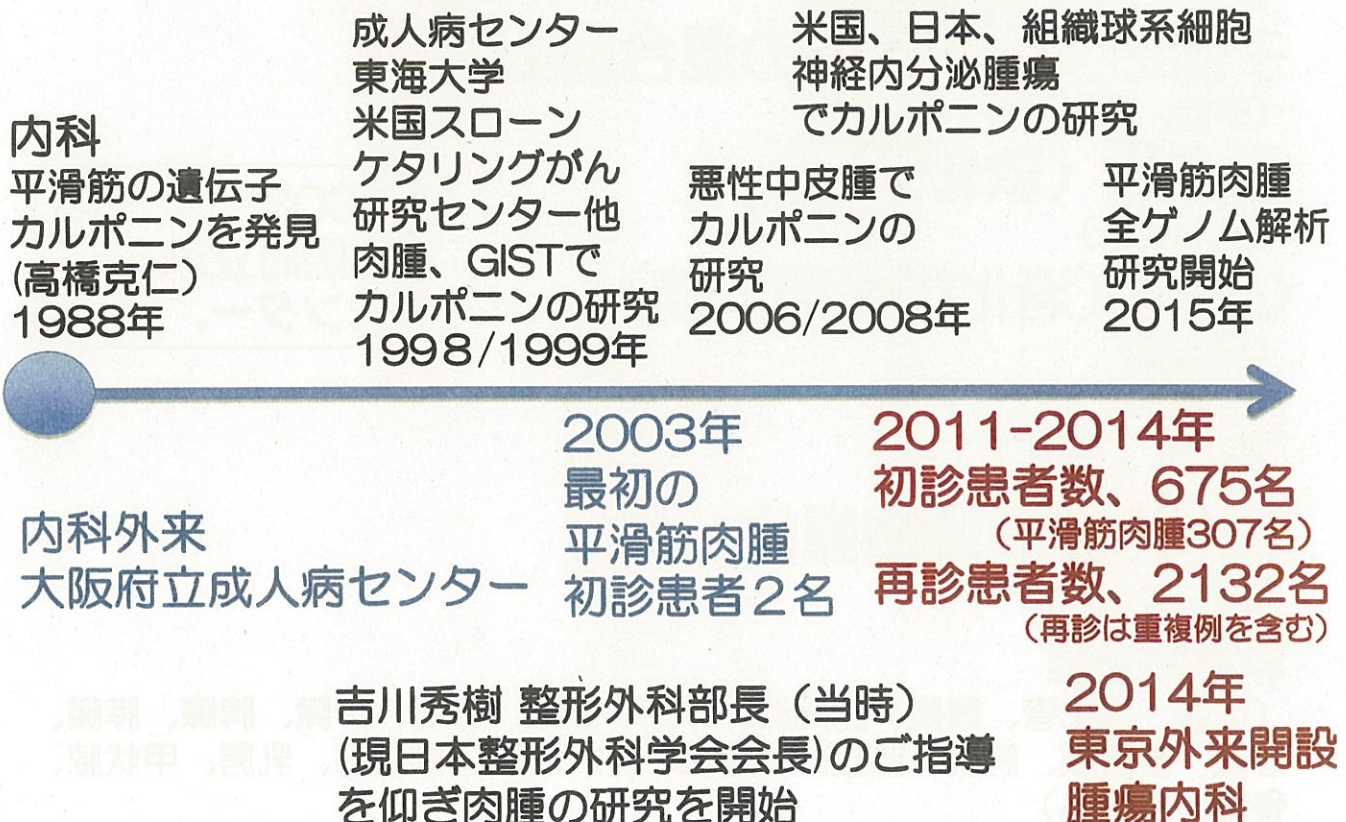 内科
平滑筋の遺伝子
カルポニンを発見
(高橋克仁)
1988年
成人病センター
東海大学
米国スローン
ケタリングがん
研究センター他
肉腫、GISTで
カルポニンの研究
1998/1999年
米国、日本、組織球系細胞
神経内分泌腫瘍
でカルポニンの研究
悪性中皮腫で
カルポニンの
研究
2006/2008年
平滑筋肉腫
全ゲノム解析
研究開始
2015年
内科外来
大阪府立成人病センター
2003年
最初の
平滑筋肉腫
初診患者2名
2011-2014年
初診患者数、675名
(平滑筋肉腫307名)
再診患者数、2132名
(再診は重複例を含む)
吉川秀樹 整形外科部長（当時）
(現日本整形外科学会会長)のご指導
を仰ぎ肉腫の研究を開始
2014年
東京外来開設
腫瘍内科